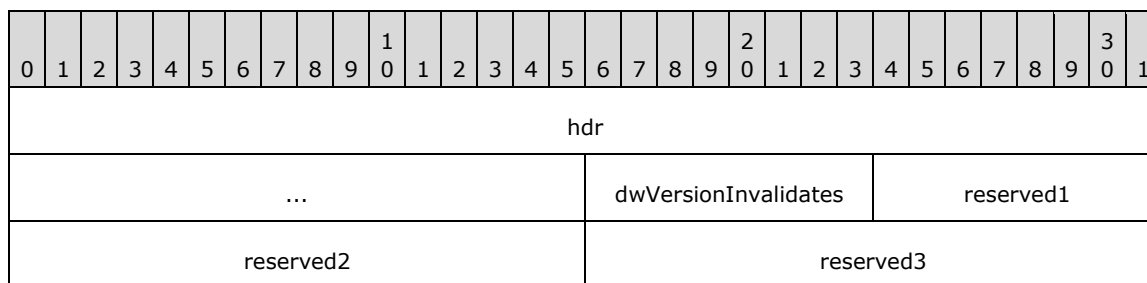 1 2 3
0 1 2 3 4 5 6 7 8 9 0 1 2 3 4 5 6 7 8 9 0 1 2 3 4 5 6 7 8 9 0 1
hdr
... dwVersionInvalidates reserved1
reserved2 reserved3